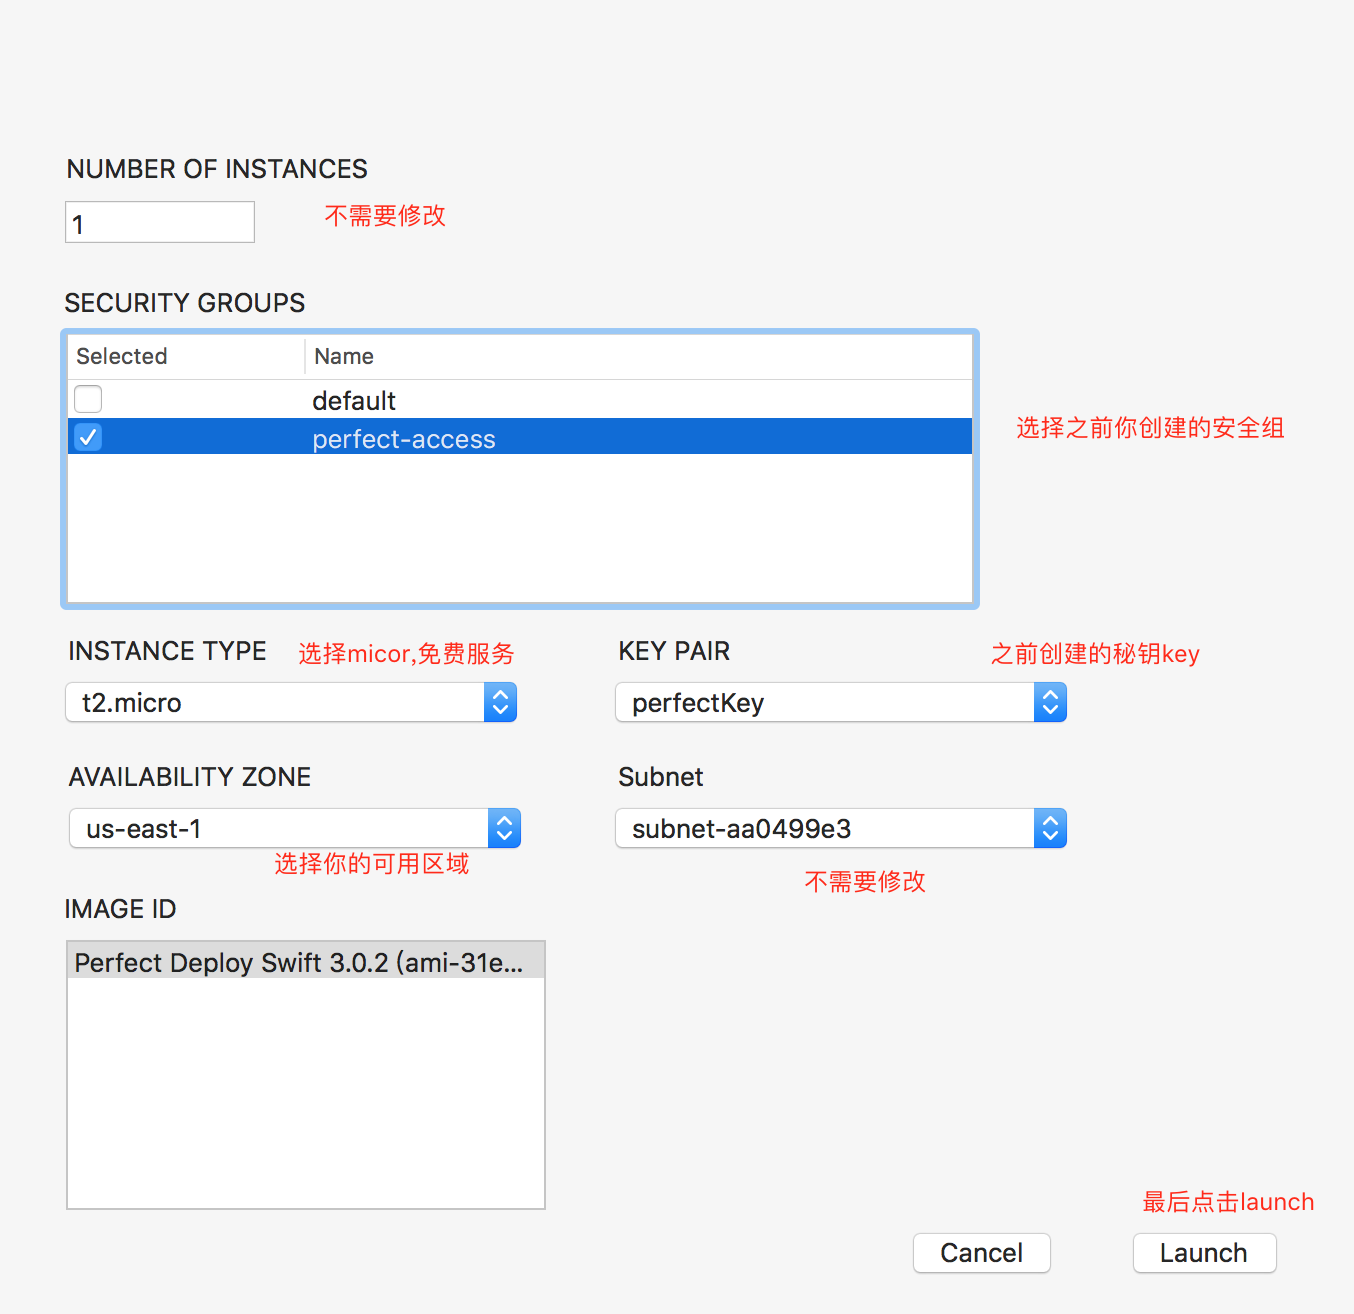 NUMBER OF INSTANCES
1
不需要修改
SECURITY GROUPS
Selected
Name
default
perfect-access
选择之前你创建的安全组
INSTANCE TYPE
选择micor,免费服务
KEY PAIR
之前创建的秘钥key
t2.micro
perfectKey
AVAILABILITY ZONE
Subnet
us-east-1
subnet-aa0499e3
选择你的可用区域
不需要修改
IMAGE ID
Perfect Deploy Swift 3.0.2 (ami-31e...
最后点击launch
Cancel
Launch